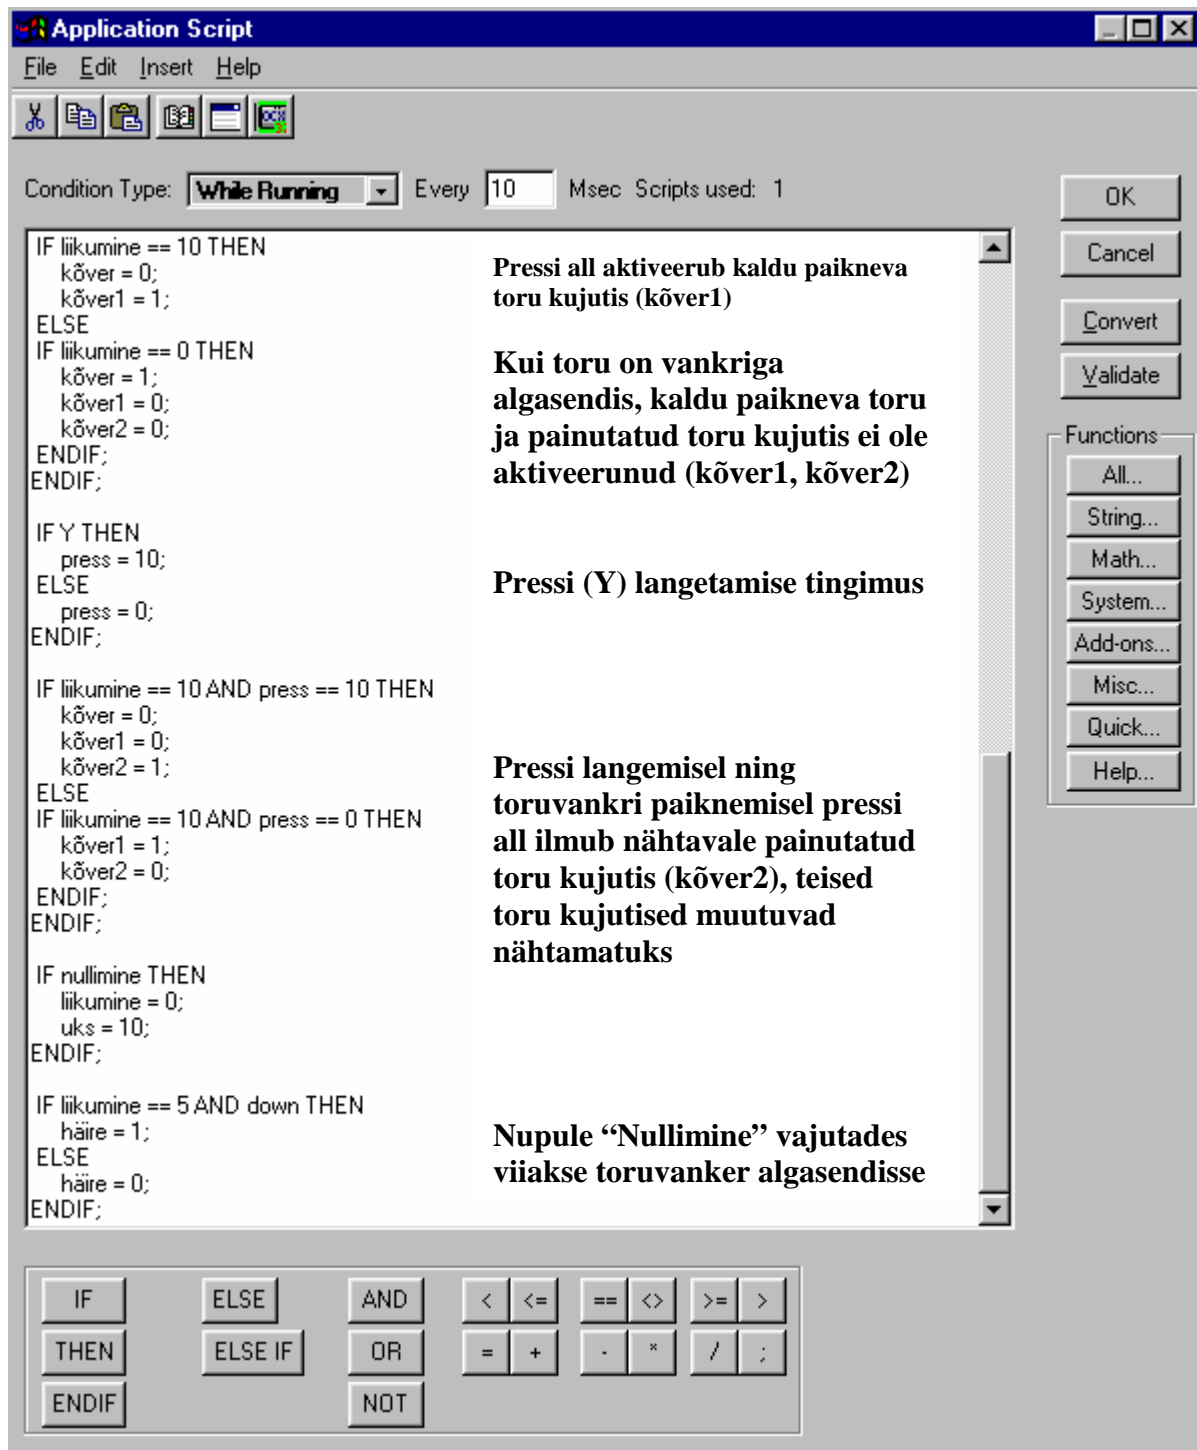 Application Script
File Edit Insert Help
Condition Type: While Running Every 10 Msec Scripts used: 1
IF liikumine == 10 THEN
kõver = 0;
kõver1 = 1;
ELSE
IF liikumine == 0 THEN
kõver = 1;
kõver1 = 0;
kõver2 = 0;
ENDIF;
ENDIF;
IF Y THEN
press = 10;
ELSE
press = 0;
ENDIF;
IF liikumine == 10 AND press == 10 THEN
kõver = 0;
kõver1 = 0;
kõver2 = 1;
ELSE
IF liikumine == 10 AND press == 0 THEN
kõver1 = 1;
kõver2 = 0;
ENDIF;
ENDIF;
IF nullimine THEN
liikumine = 0;
uks = 10;
ENDIF;
IF liikumine == 5 AND down THEN
häire = 1;
ELSE
häire = 0;
ENDIF;
Pressi all aktiveerub kaldu paikneva
toru kujutis (kõver1)
Kui toru on vankriga
algasendis, kaldu paikneva toru
ja painutatud toru kujutis ei ole
aktiveerunud (kõver1, kõver2)
Pressi (Y) langetamise tingimus
Pressi langemisel ning
toruvankri paiknemisel pressi
all ilmub nähtavale painutatud
toru kujutis (kõver2), teised
toru kujutised muutuvad
nähtamatuks
Nupule “Nullimine” vajutades
viiakse toruvanker algasendisse
OK
Cancel
Convert
Validate
Functions
All...
String...
Math...
System...
Add-ons...
Misc...
Quick...
Help...
IF ELSE AND < <= == <> >= >
THEN ELSE IF OR = + - * / ;
ENDIF NOT